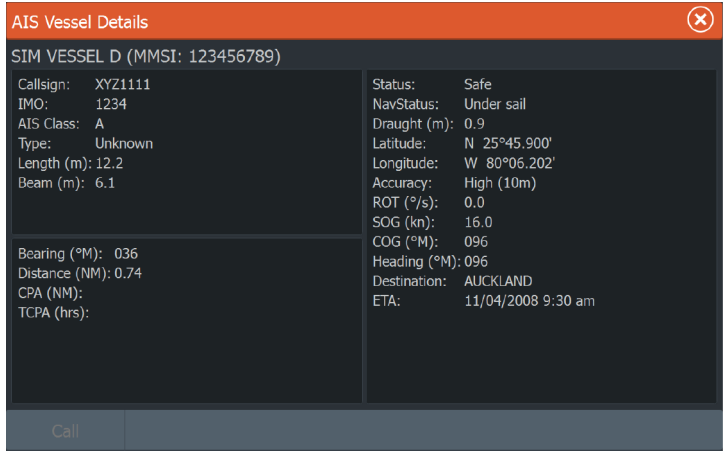 AIS Vessel Details
SIM VESSEL D (MMSI: 123456789)
Callsign: XYZ1111
IMO: 1234
AIS Class: A
Type: Unknown
Length (m): 12.2
Beam (m): 6.1
Bearing (°M): 036
Distance (NM): 0.74
CPA (NM):
TCPA (hrs):
Status: Safe
NavStatus: Under sail
Draught (m): 0.9
Latitude: N 25°45.900'
Longitude: W 80°06.202'
Accuracy: High (10m)
ROT (°/s): 0.0
SOG (kn): 16.0
COG (°M): 096
Heading (°M): 096
Destination: AUCKLAND
ETA: 11/04/2008 9:30 am
Call